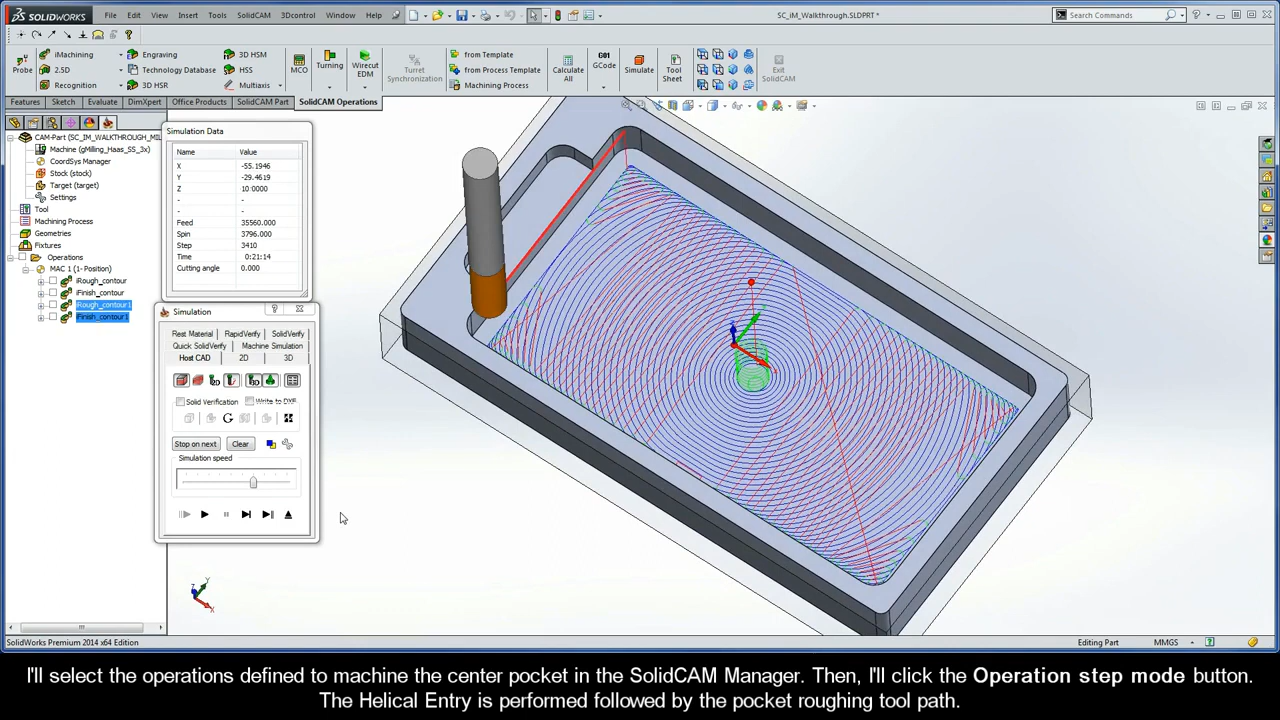 SOLIDWORKS File Edit View Insert Tools SolidCAM 3Dcontrol Window Help SC_iM_Walkthrough.SLDPRT * Search Commands
Probe iMachining Engraving 3D HSM MCO Turning Wirecut EDM Turret Synchronization from Template Calculate All GCode Simulate Tool Sheet Exit SolidCAM
2.5D Technology Database HSS from Process Template
Recognition 3D HSR Multiaxis Machining Process
G01
Features Sketch Evaluate DimXpert Office Products SolidCAM Part SolidCAM Operations
CAM-Part (SC_IM_WALKTHROUGH_MIL
Machine (gMilling_Haas_SS_3x)
CoordSys Manager
Stock (stock)
Target (target)
Settings
Tool
Machining Process
Geometries
Fixtures
Operations
MAC 1 (1- Position)
iRough_contour
iFinish_contour
iRough_contour1
iFinish_contour1
Simulation Data
Name Value
X -55.1946
Y -29.4619
Z 10.0000
- -
- -
Feed 35560.000
Spin 3796.000
Step 3410
Time 0:21:14
Cutting angle 0.000
Simulation
Rest Material RapidVerify SolidVerify
Quick SolidVerify Machine Simulation
Host CAD 2D 3D
Solid Verification Write to DXF
Stop on next Clear
Simulation speed
Z Y X
SolidWorks Premium 2014 x64 Edition Editing Part MMGS
I'll select the operations defined to machine the center pocket in the SolidCAM Manager. Then, I'll click the Operation step mode button.
The Helical Entry is performed followed by the pocket roughing tool path.